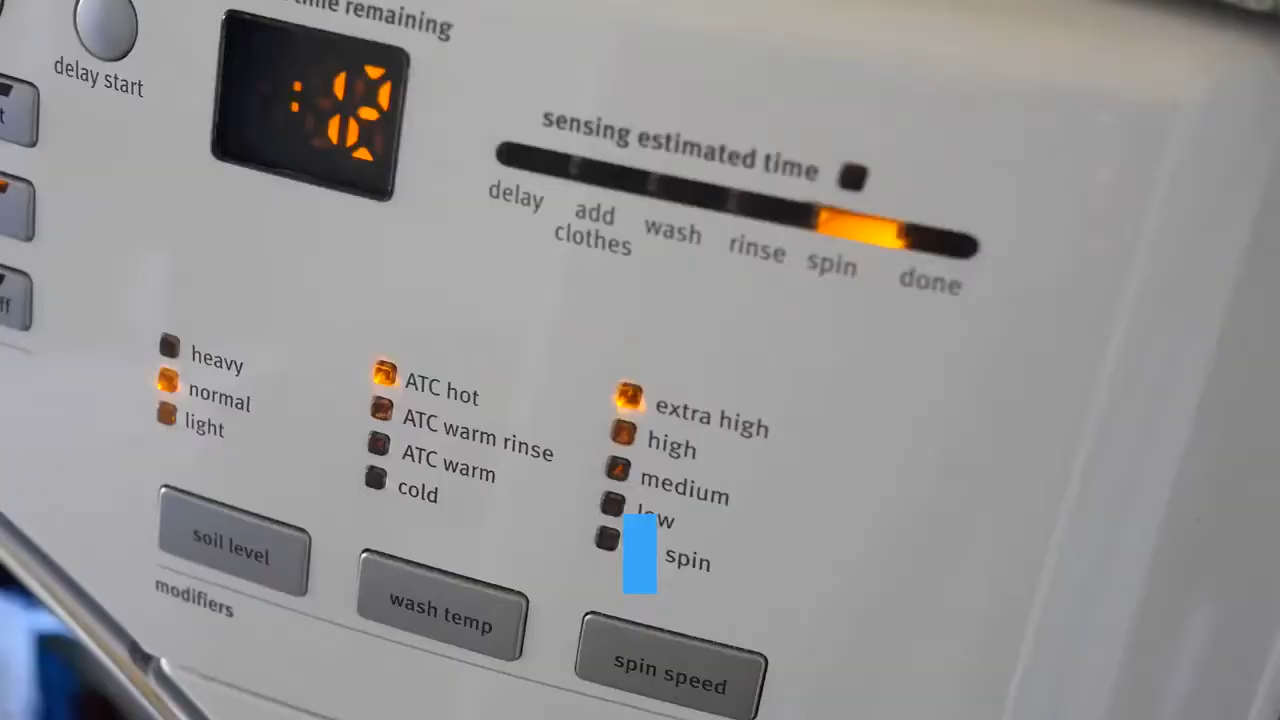 time remaining
delay start
sensing estimated time
delay
add
clothes
wash
rinse
spin
done
heavy
normal
light
ATC hot
ATC warm rinse
ATC warm
cold
extra high
high
medium
low
spin
soil level
wash temp
spin speed
modifiers